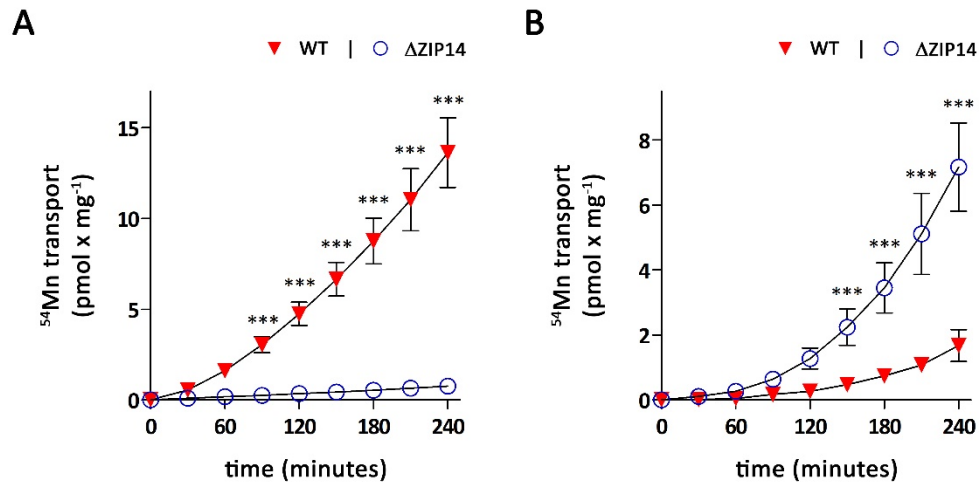 A
WT | ΔZIP14
***
***
***
***
***
***
15
10
5
0
⁵⁴Mn transport
(pmol x mg⁻¹)
0 60 120 180 240
time (minutes)
B
WT | ΔZIP14
***
***
***
***
8
6
4
2
0
⁵⁴Mn transport
(pmol x mg⁻¹)
0 60 120 180 240
time (minutes)